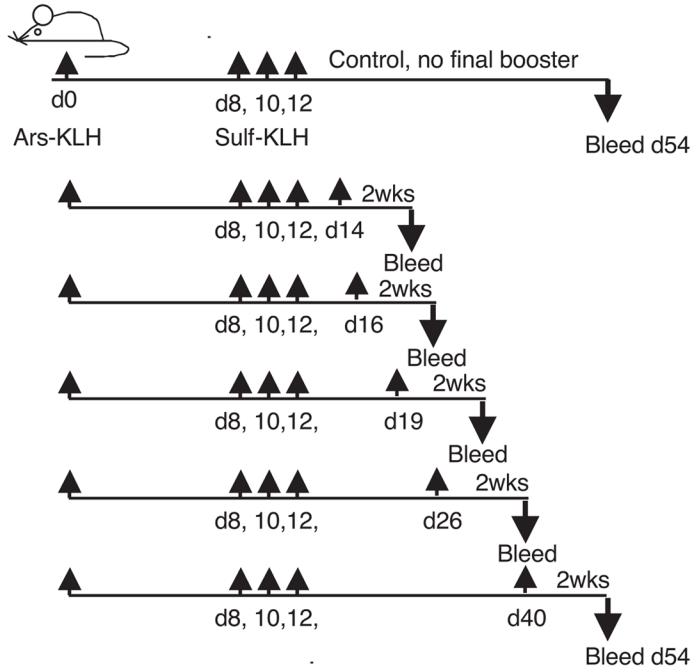 Control, no final booster
d0
d8, 10,12
Ars-KLH
Sulf-KLH
Bleed d54
2wks
d8, 10,12, d14
Bleed
2wks
d8, 10,12, d16
Bleed
2wks
d8, 10,12, d19
Bleed
2wks
d8, 10,12, d26
Bleed
2wks
d8, 10,12, d40
Bleed d54